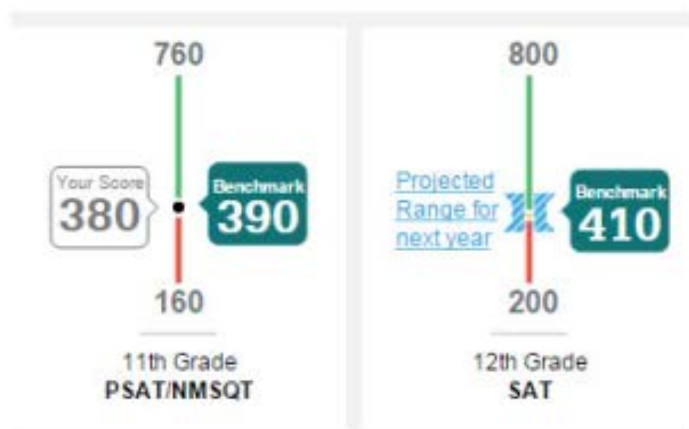 760
Your Score
380
Benchmark
390
160
11th Grade
PSAT/NMSQT
800
Projected
Range for
next year
Benchmark
410
200
12th Grade
SAT